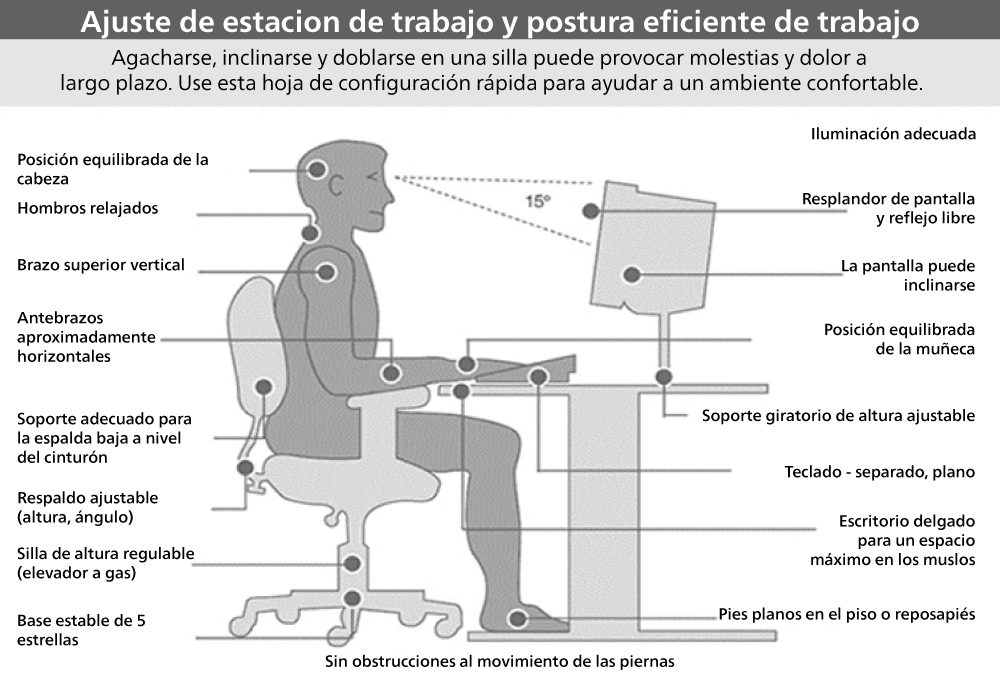 Ajuste de estacion de trabajo y postura eficiente de trabajo
Agacharse, inclinarse y doblarse en una silla puede provocar molestias y dolor a
largo plazo. Use esta hoja de configuración rápida para ayudar a un ambiente confortable.
Iluminación adecuada
Posición equilibrada de la
cabeza
Hombros relajados
Brazo superior vertical
Antebrazos
aproximadamente
horizontales
Soporte adecuado para
la espalda baja a nivel
del cinturón
Respaldo ajustable
(altura, ángulo)
Silla de altura regulable
(elevador a gas)
Base estable de 5
estrellas
15°
Resplandor de pantalla
y reflejo libre
La pantalla puede
inclinarse
Posición equilibrada
de la muñeca
Soporte giratorio de altura ajustable
Teclado - separado, plano
Escritorio delgado
para un espacio
máximo en los muslos
Pies planos en el piso o reposapiés
Sin obstrucciones al movimiento de las piernas